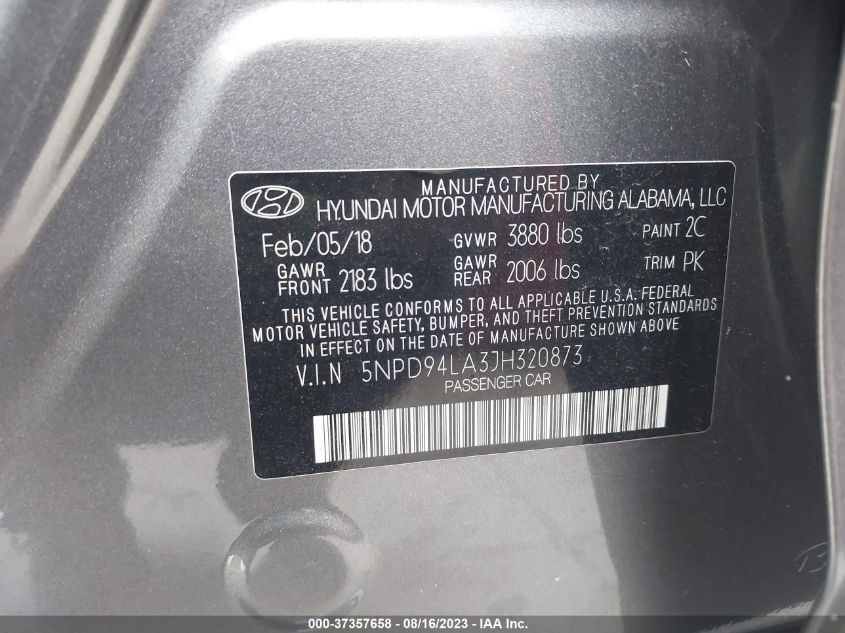 MANUFACTURED BY
HYUNDAI MOTOR MANUFACTURING ALABAMA, LLC
Feb/05/18 GVWR 3880 lbs PAINT 2C
GAWR FRONT 2183 lbs GAWR REAR 2006 lbs TRIM PK
THIS VEHICLE CONFORMS TO ALL APPLICABLE U.S.A. FEDERAL
MOTOR VEHICLE SAFETY, BUMPER, AND THEFT PREVENTION STANDARDS
IN EFFECT ON THE DATE OF MANUFACTURE SHOWN ABOVE
V.I.N 5NPD94LA3JH320873
PASSENGER CAR
000-37357658 - 08/16/2023 - IAA Inc.